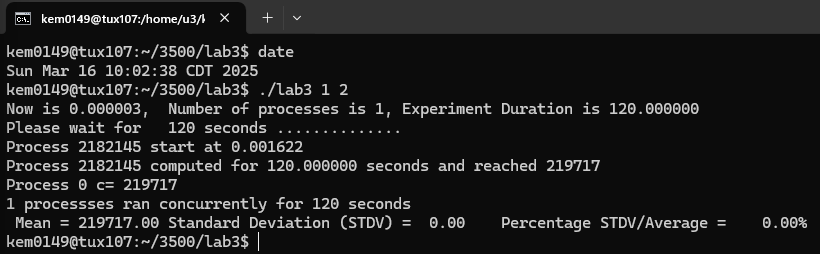 kem0149@tux107:/home/u3/k
kem0149@tux107:~/3500/lab3$ date
Sun Mar 16 10:02:38 CDT 2025
kem0149@tux107:~/3500/lab3$ ./lab3 1 2
Now is 0.000003,  Number of processes is 1, Experiment Duration is 120.000000
Please wait for   120 seconds ..............
Process 2182145 start at 0.001622
Process 2182145 computed for 120.000000 seconds and reached 219717
Process 0 c= 219717
1 processses ran concurrently for 120 seconds
 Mean = 219717.00 Standard Deviation (STDV) =  0.00    Percentage STDV/Average =    0.00%
kem0149@tux107:~/3500/lab3$